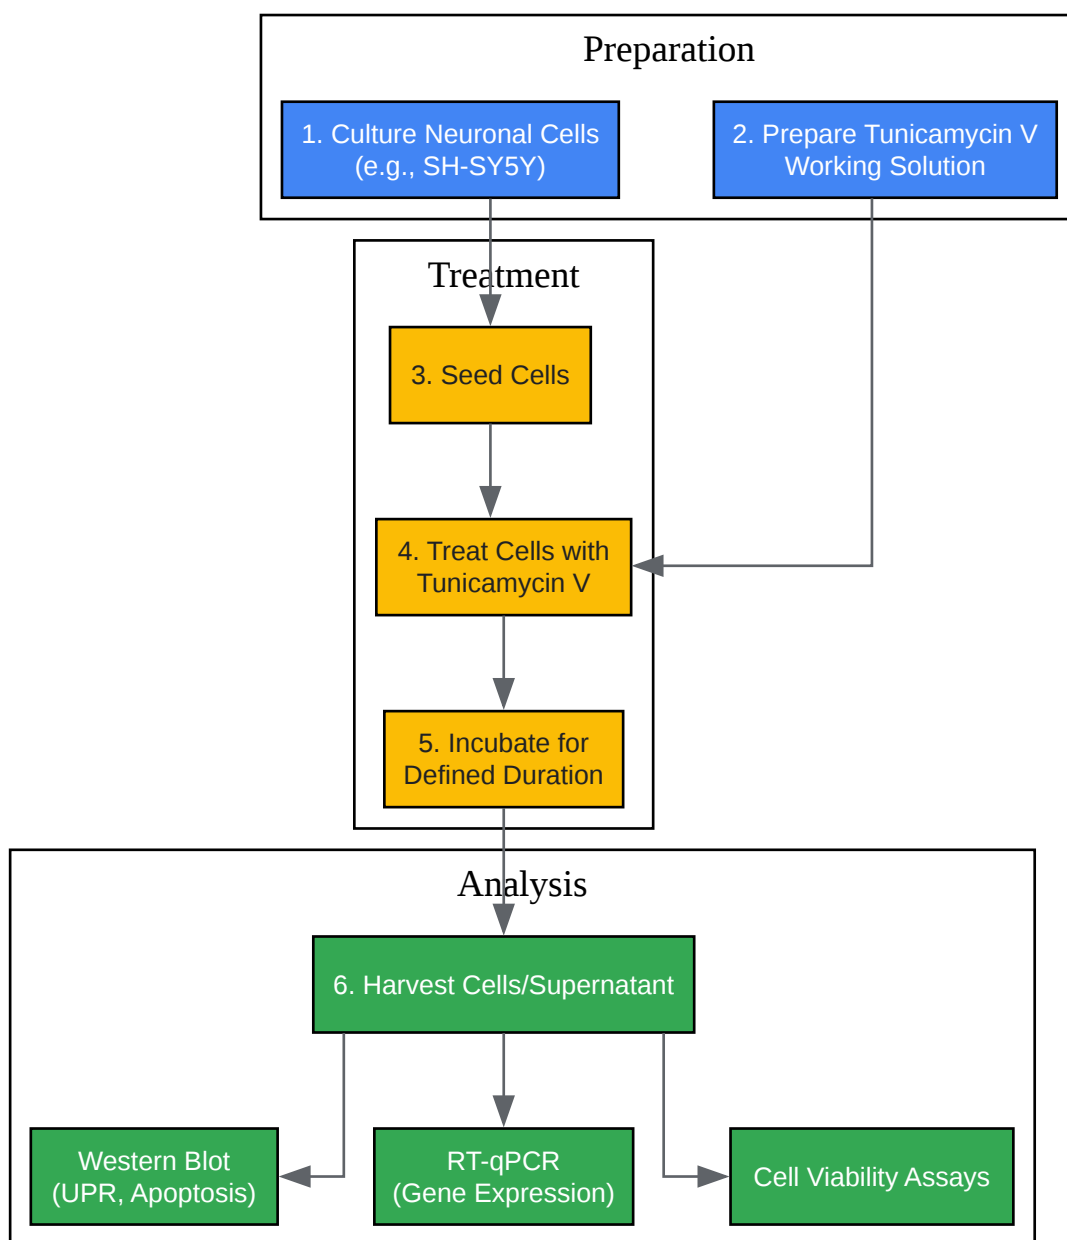 Preparation
1. Culture Neuronal Cells
(e.g., SH-SY5Y)
2. Prepare Tunicamycin V
Working Solution
Treatment
3. Seed Cells
4. Treat Cells with
Tunicamycin V
5. Incubate for
Defined Duration
Analysis
6. Harvest Cells/Supernatant
Western Blot
(UPR, Apoptosis)
RT-qPCR
(Gene Expression)
Cell Viability Assays